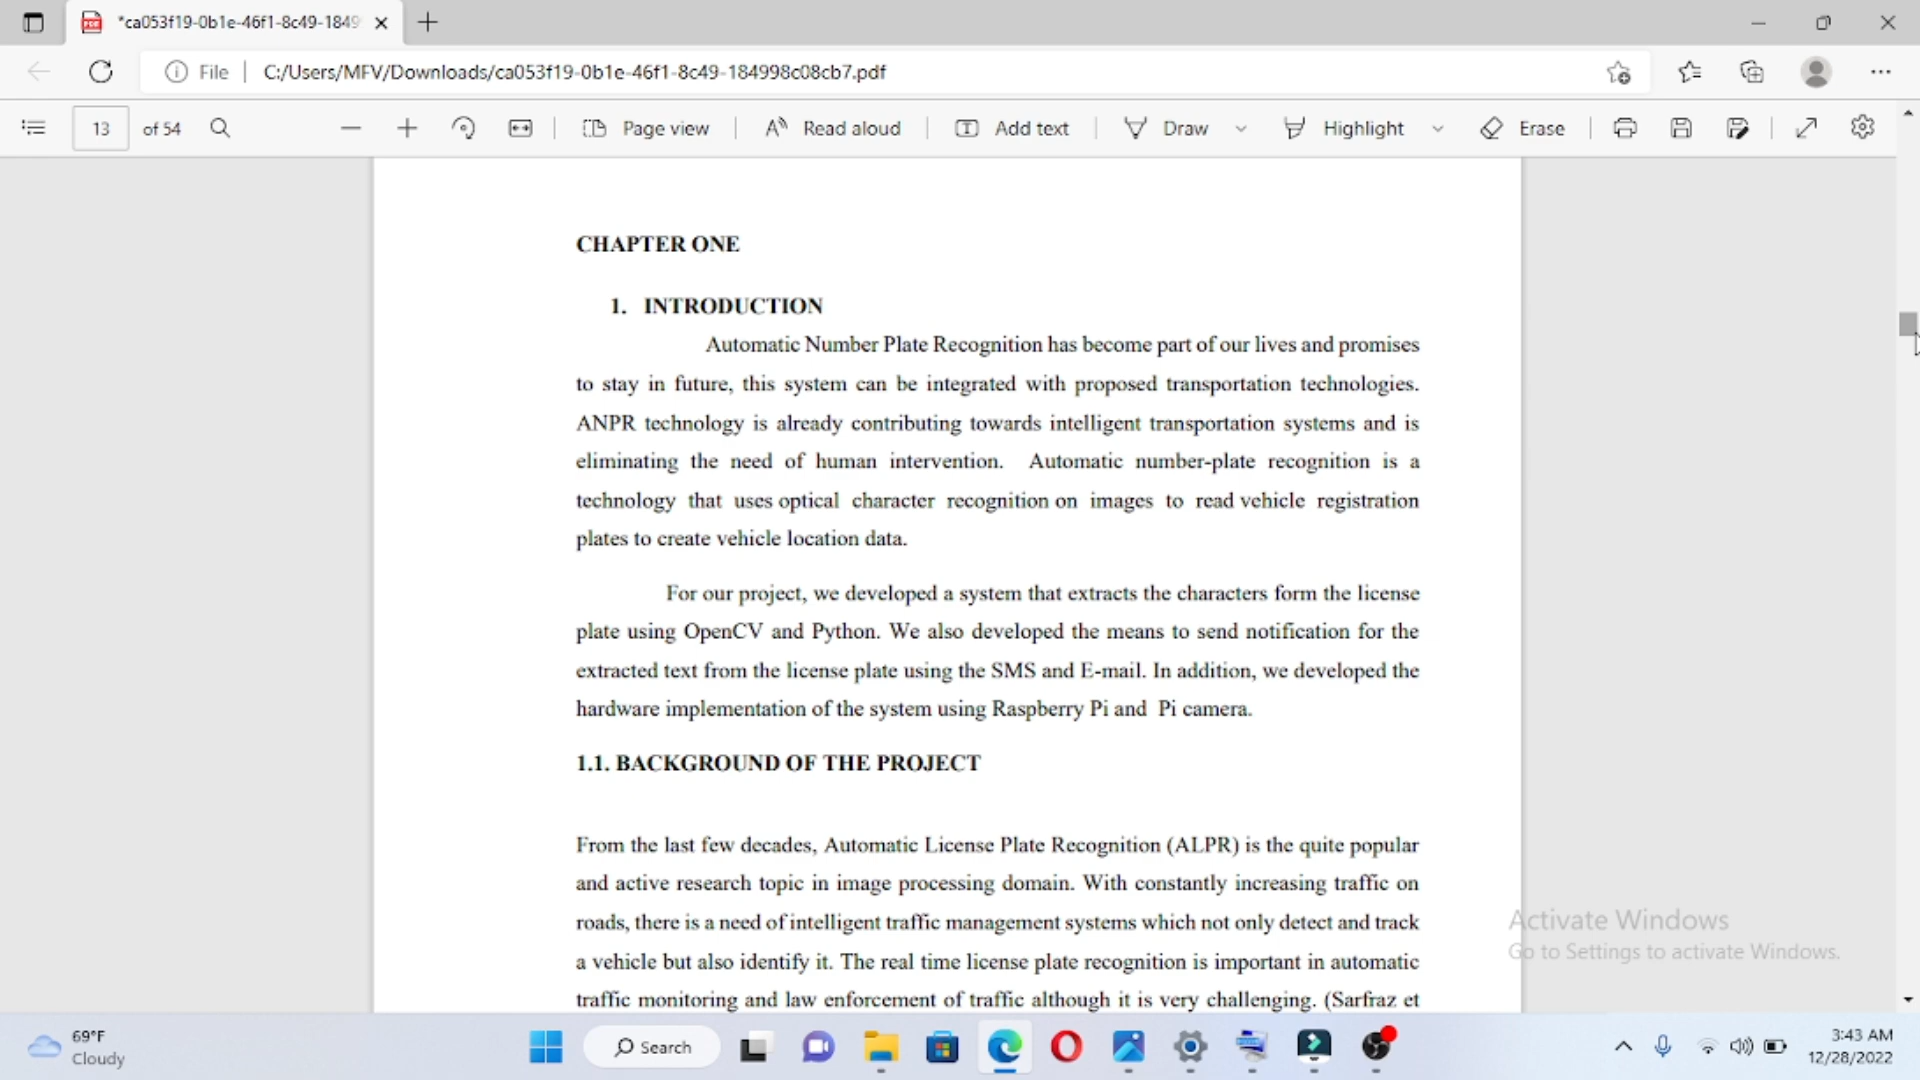 *ca053f19-0b1e-46f1-8c49-1849
File
C:/Users/MFV/Downloads/ca053f19-0b1e-46f1-8c49-184998c08cb7.pdf
13 of 54
Page view
Read aloud
Add text
Draw
Highlight
Erase
CHAPTER ONE
1. INTRODUCTION
Automatic Number Plate Recognition has become part of our lives and promises
to stay in future, this system can be integrated with proposed transportation technologies.
ANPR technology is already contributing towards intelligent transportation systems and is
eliminating the need of human intervention. Automatic number-plate recognition is a
technology that uses optical character recognition on images to read vehicle registration
plates to create vehicle location data.
For our project, we developed a system that extracts the characters form the license
plate using OpenCV and Python. We also developed the means to send notification for the
extracted text from the license plate using the SMS and E-mail. In addition, we developed the
hardware implementation of the system using Raspberry Pi and Pi camera.
1.1. BACKGROUND OF THE PROJECT
From the last few decades, Automatic License Plate Recognition (ALPR) is the quite popular
and active research topic in image processing domain. With constantly increasing traffic on
roads, there is a need of intelligent traffic management systems which not only detect and track
a vehicle but also identify it. The real time license plate recognition is important in automatic
traffic monitoring and law enforcement of traffic although it is very challenging. (Sarfraz et
Activate Windows
Go to Settings to activate Windows.
69°F
Cloudy
Search
3:43 AM
12/28/2022